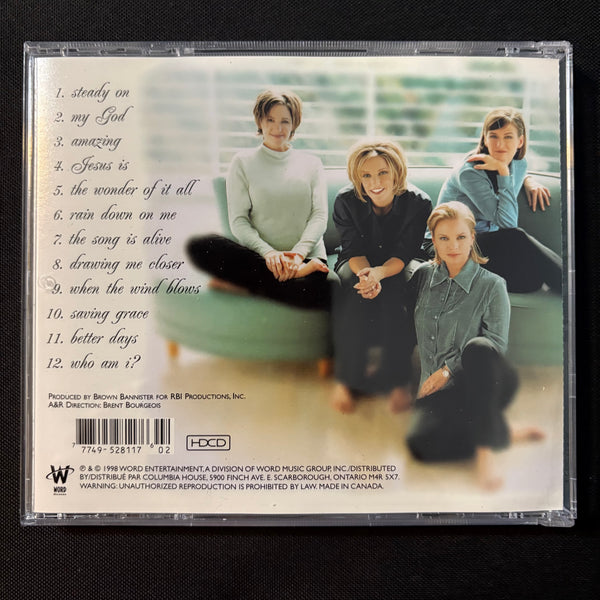 1. steady on
2. my God
3. amazing
4. Jesus is
5. the wonder of it all
6. rain down on me
7. the song is alive
8. drawing me closer
9. when the wind blows
10. saving grace
11. better days
12. who am i?
Produced by Brown Bannister for RBI Productions, Inc.
A&R Direction: Brent Bourgeois
7 7749-528117 6 02
HDCD
W WORD
℗ & © 1998 WORD ENTERTAINMENT, A DIVISION OF WORD MUSIC GROUP, INC./DISTRIBUTED
BY/DISTRIBUÉ PAR COLUMBIA HOUSE, 5900 FINCH AVE. E. SCARBOROUGH, ONTARIO M4R 5X7.
WARNING: UNAUTHORIZED REPRODUCTION IS PROHIBITED BY LAW. MADE IN CANADA.